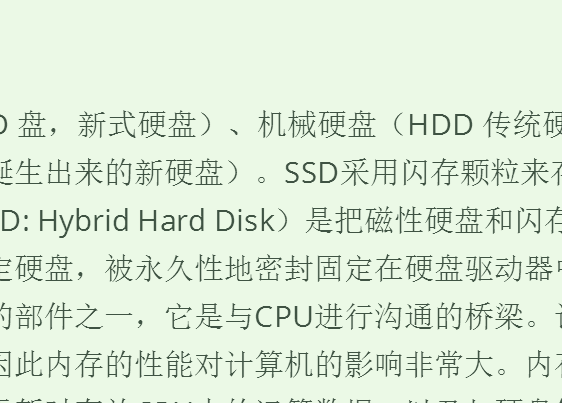 盘，新式硬盘）、机械硬盘（HDD 传统硬
诞生出来的新硬盘）。SSD采用闪存颗粒来存
D: Hybrid Hard Disk）是把磁性硬盘和闪存
定硬盘，被永久性地密封固定在硬盘驱动器中
的部件之一，它是与CPU进行沟通的桥梁。
因此内存的性能对计算机的影响非常大。内存